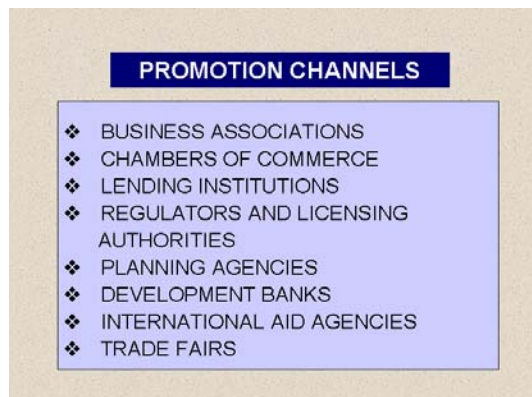 PROMOTION CHANNELS
❖ BUSINESS ASSOCIATIONS
❖ CHAMBERS OF COMMERCE
❖ LENDING INSTITUTIONS
❖ REGULATORS AND LICENSING
AUTHORITIES
❖ PLANNING AGENCIES
❖ DEVELOPMENT BANKS
❖ INTERNATIONAL AID AGENCIES
❖ TRADE FAIRS